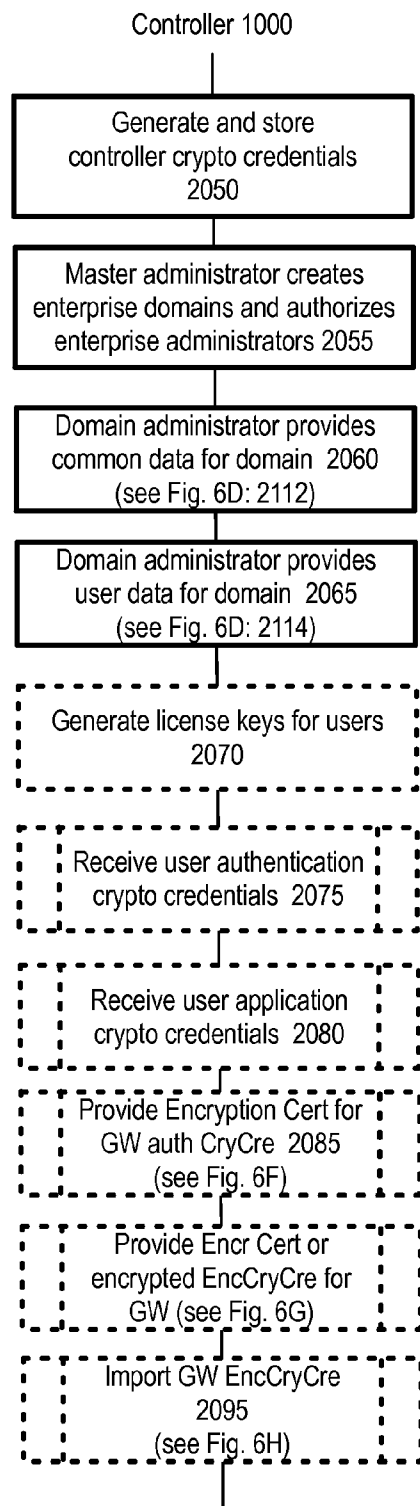 Controller 1000
Generate and store
controller crypto credentials
2050
Master administrator creates
enterprise domains and authorizes
enterprise administrators 2055
Domain administrator provides
common data for domain 2060
(see Fig. 6D: 2112)
Domain administrator provides
user data for domain 2065
(see Fig. 6D: 2114)
Generate license keys for users
2070
Receive user authentication
crypto credentials 2075
Receive user application
crypto credentials 2080
Provide Encryption Cert for
GW auth CryCre 2085
(see Fig. 6F)
Provide Encr Cert or
encrypted EncCryCre for
GW (see Fig. 6G)
Import GW EncCryCre
2095
(see Fig. 6H)